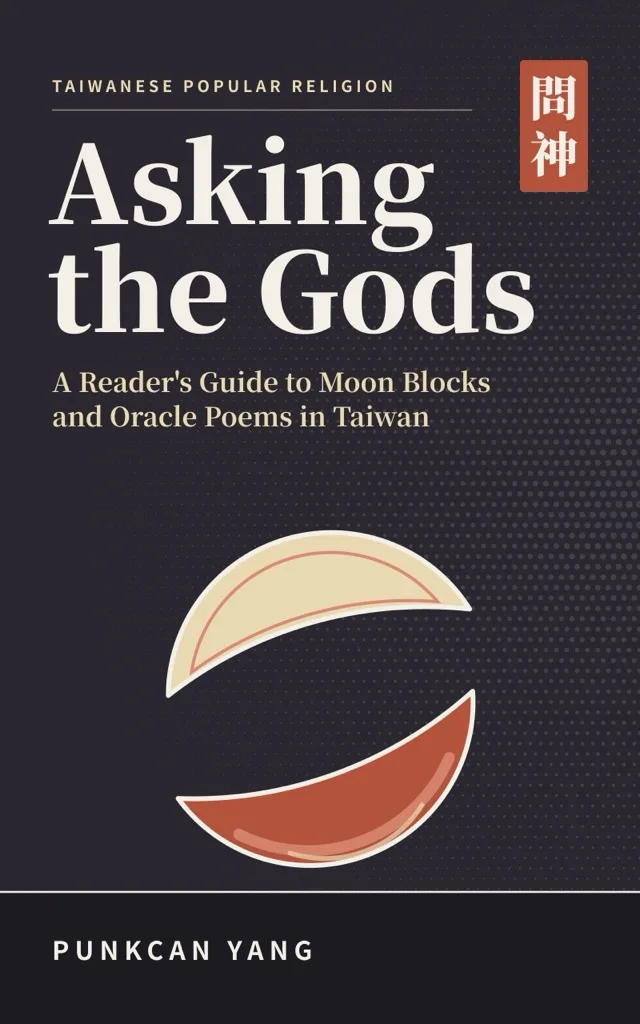 TAIWANESE POPULAR RELIGION
問神
Asking
the Gods
A Reader's Guide to Moon Blocks
and Oracle Poems in Taiwan
PUNKCAN YANG